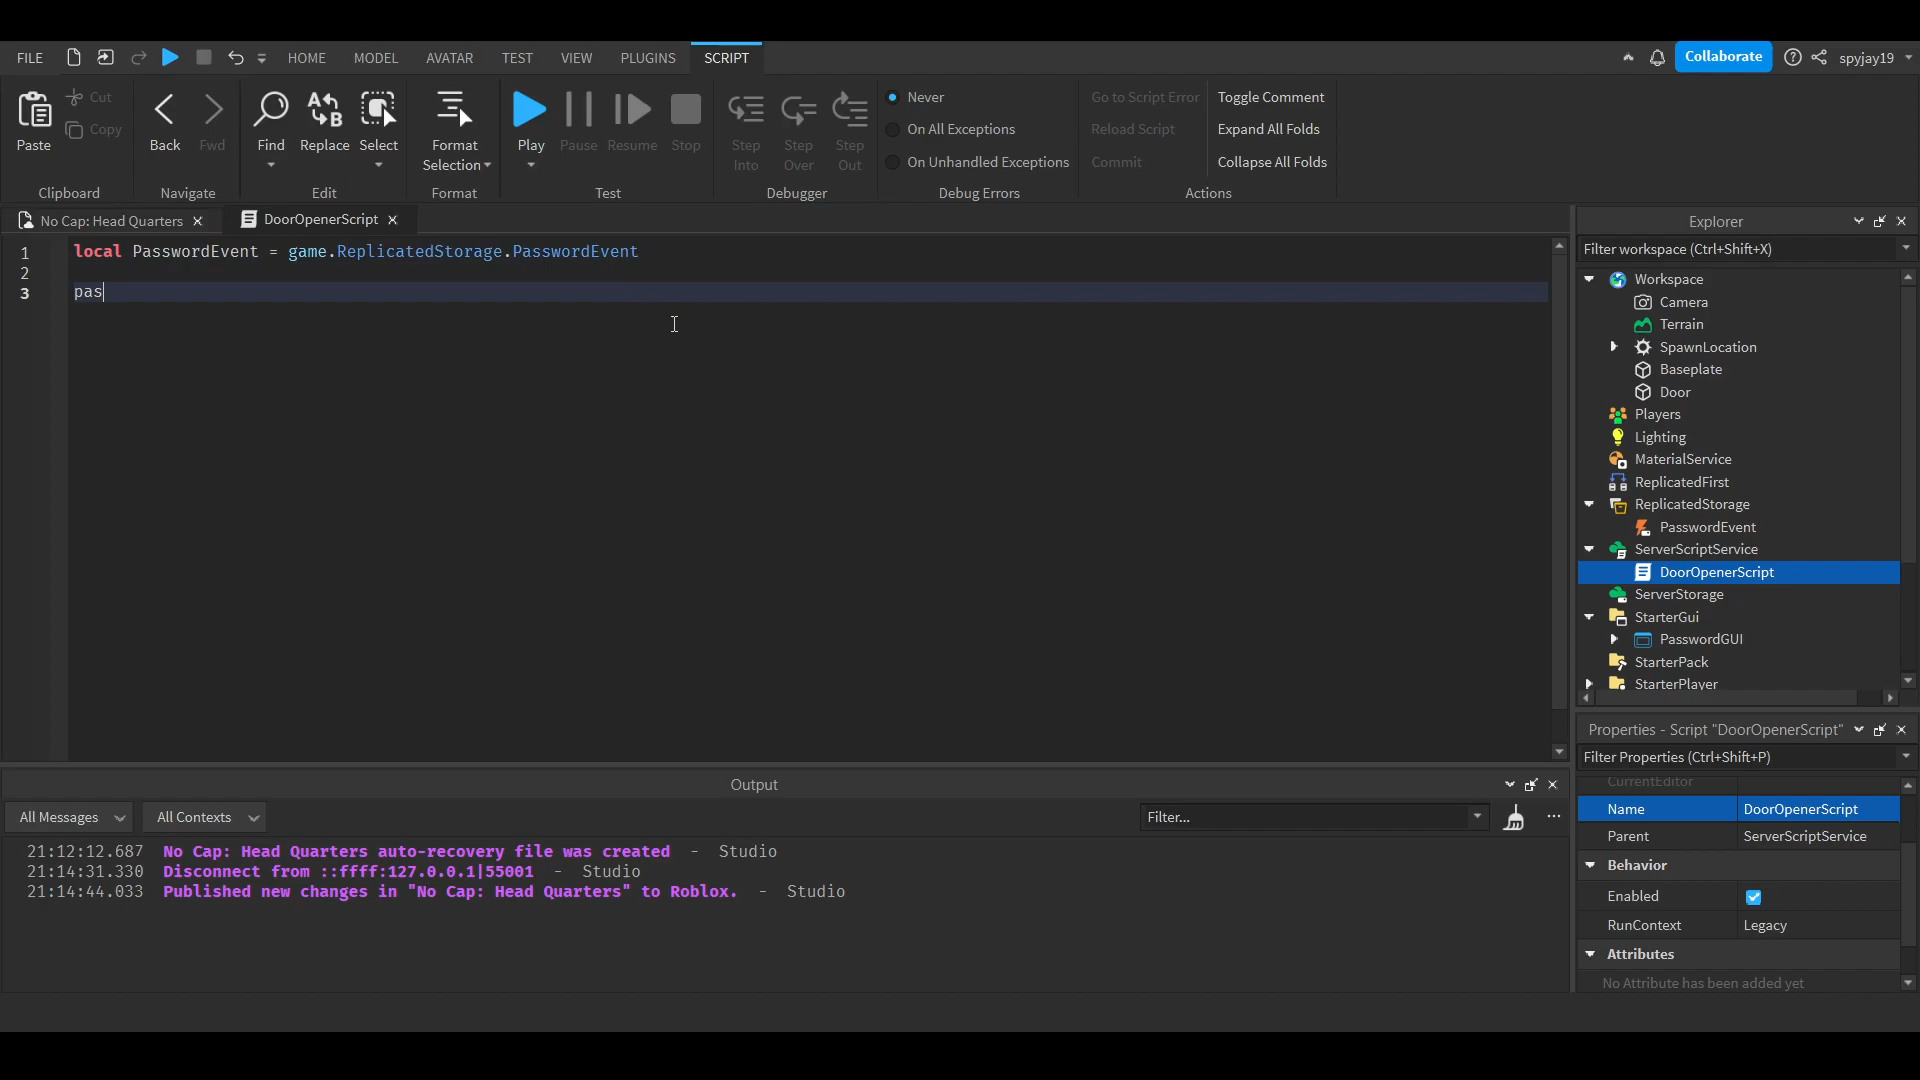 FILE HOME MODEL AVATAR TEST VIEW PLUGINS SCRIPT Collaborate spyjay19
Paste Cut Copy
Clipboard
Back Fwd
Navigate
Find Replace Select
Edit
Format Selection
Format
Play Pause Resume Stop
Test
Step Into Step Over Step Out
Debugger
Never
On All Exceptions
On Unhandled Exceptions
Debug Errors
Go to Script Error Toggle Comment
Reload Script Expand All Folds
Commit Collapse All Folds
Actions
No Cap: Head Quarters DoorOpenerScript
1 local PasswordEvent = game.ReplicatedStorage.PasswordEvent
2
3 pas
Explorer
Filter workspace (Ctrl+Shift+X)
Workspace
Camera
Terrain
SpawnLocation
Baseplate
Door
Players
Lighting
MaterialService
ReplicatedFirst
ReplicatedStorage
PasswordEvent
ServerScriptService
DoorOpenerScript
ServerStorage
StarterGui
PasswordGUI
StarterPack
StarterPlayer
Properties - Script "DoorOpenerScript"
Filter Properties (Ctrl+Shift+P)
CurrentEditor
Name DoorOpenerScript
Parent ServerScriptService
Behavior
Enabled
RunContext Legacy
Attributes
No Attribute has been added yet
Output
All Messages All Contexts Filter...
21:12:12.687 No Cap: Head Quarters auto-recovery file was created - Studio
21:14:31.330 Disconnect from ::ffff:127.0.0.1|55001 - Studio
21:14:44.033 Published new changes in "No Cap: Head Quarters" to Roblox. - Studio